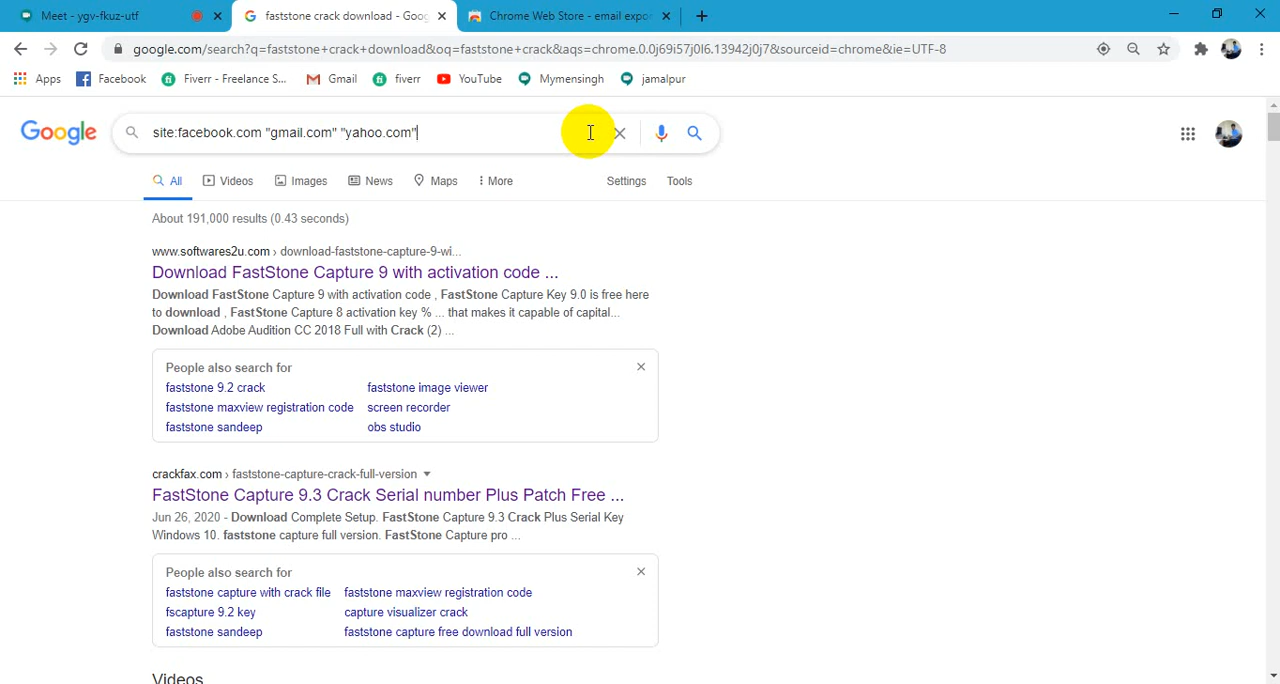 Meet - ygv-fkuz-utf
faststone crack download - Goog
Chrome Web Store - email expo
google.com/search?q=faststone+crack+download&oq=faststone+crack&aqs=chrome.0.0j69i57j0l6.13942j0j7&sourceid=chrome&ie=UTF-8
Apps Facebook Fiverr - Freelance S... Gmail fiverr YouTube Mymensingh jamalpur
Google
site:facebook.com "gmail.com" "yahoo.com"
All Videos Images News Maps More Settings Tools
About 191,000 results (0.43 seconds)
www.softwares2u.com › download-faststone-capture-9-wi...
Download FastStone Capture 9 with activation code ...
Download FastStone Capture 9 with activation code , FastStone Capture Key 9.0 is free here
to download , FastStone Capture 8 activation key % ... that makes it capable of capital...
Download Adobe Audition CC 2018 Full with Crack (2) ...
People also search for
faststone 9.2 crack faststone image viewer
faststone maxview registration code screen recorder
faststone sandeep obs studio
crackfax.com › faststone-capture-crack-full-version
FastStone Capture 9.3 Crack Serial number Plus Patch Free ...
Jun 26, 2020 - Download Complete Setup. FastStone Capture 9.3 Crack Plus Serial Key
Windows 10. faststone capture full version. FastStone Capture pro ...
People also search for
faststone capture with crack file faststone maxview registration code
fscapture 9.2 key capture visualizer crack
faststone sandeep faststone capture free download full version
Videos